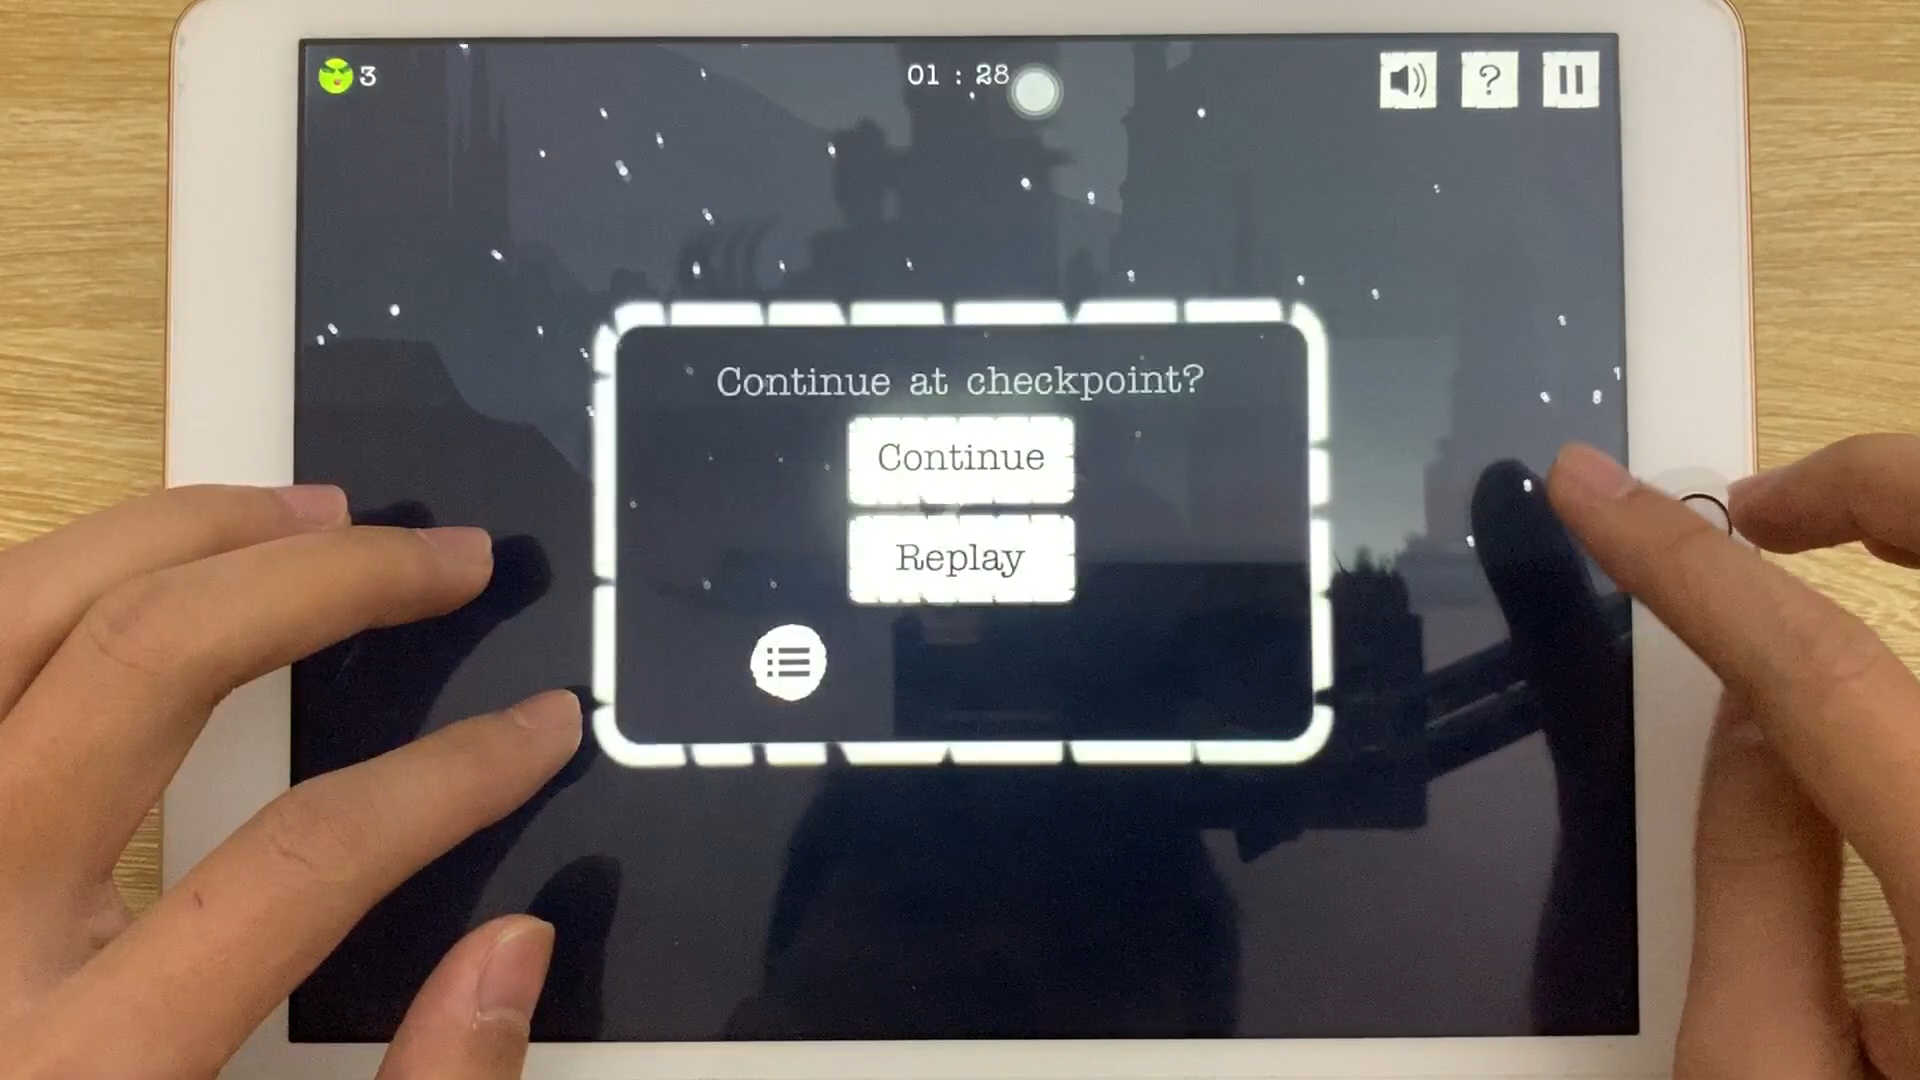 3
01 : 28
?
Continue at checkpoint?
Continue
Replay